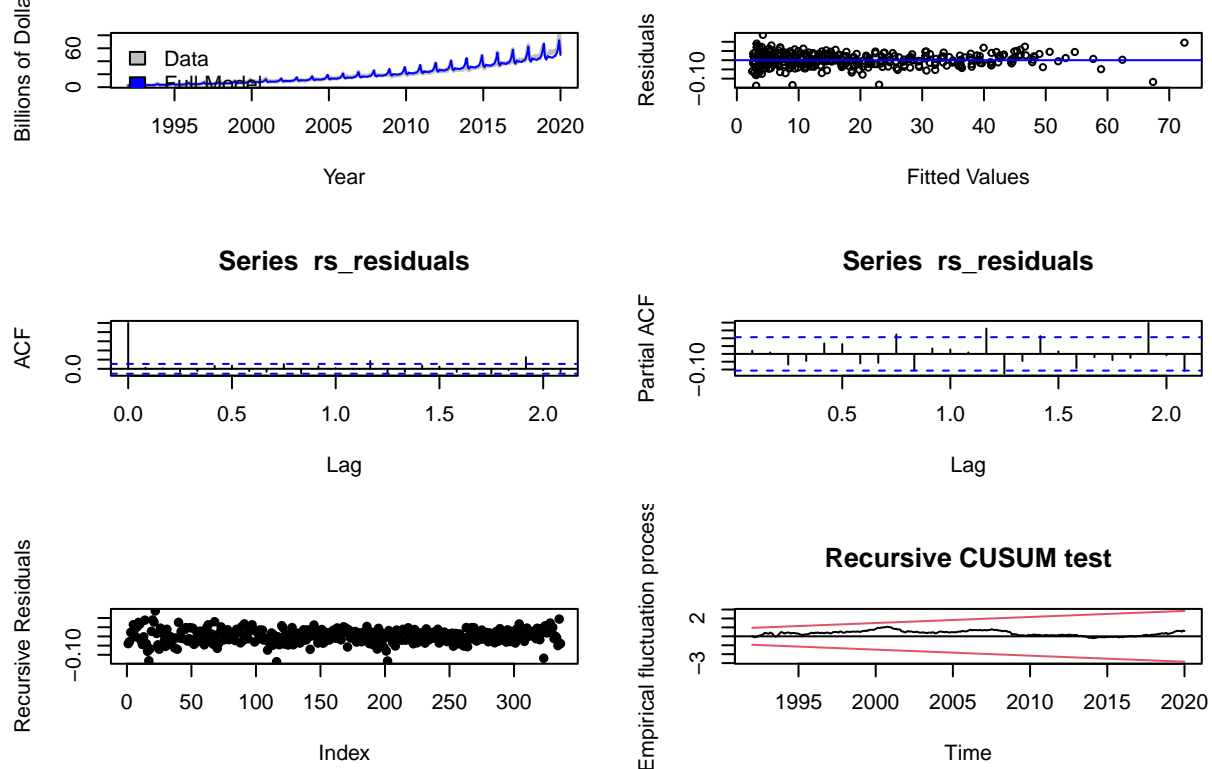 Billions of Dolla
60
0
Data
Full Model
1995 2000 2005 2010 2015 2020
Year
Residuals
−0.10
0 10 20 30 40 50 60 70
Fitted Values
Series rs_residuals
ACF
0.0
0.0 0.5 1.0 1.5 2.0
Lag
Series rs_residuals
Partial ACF
−0.10
0.5 1.0 1.5 2.0
Lag
Recursive Residuals
−0.10
0 50 100 150 200 250 300
Index
Recursive CUSUM test
Empirical fluctuation process
2
−3
1995 2000 2005 2010 2015 2020
Time